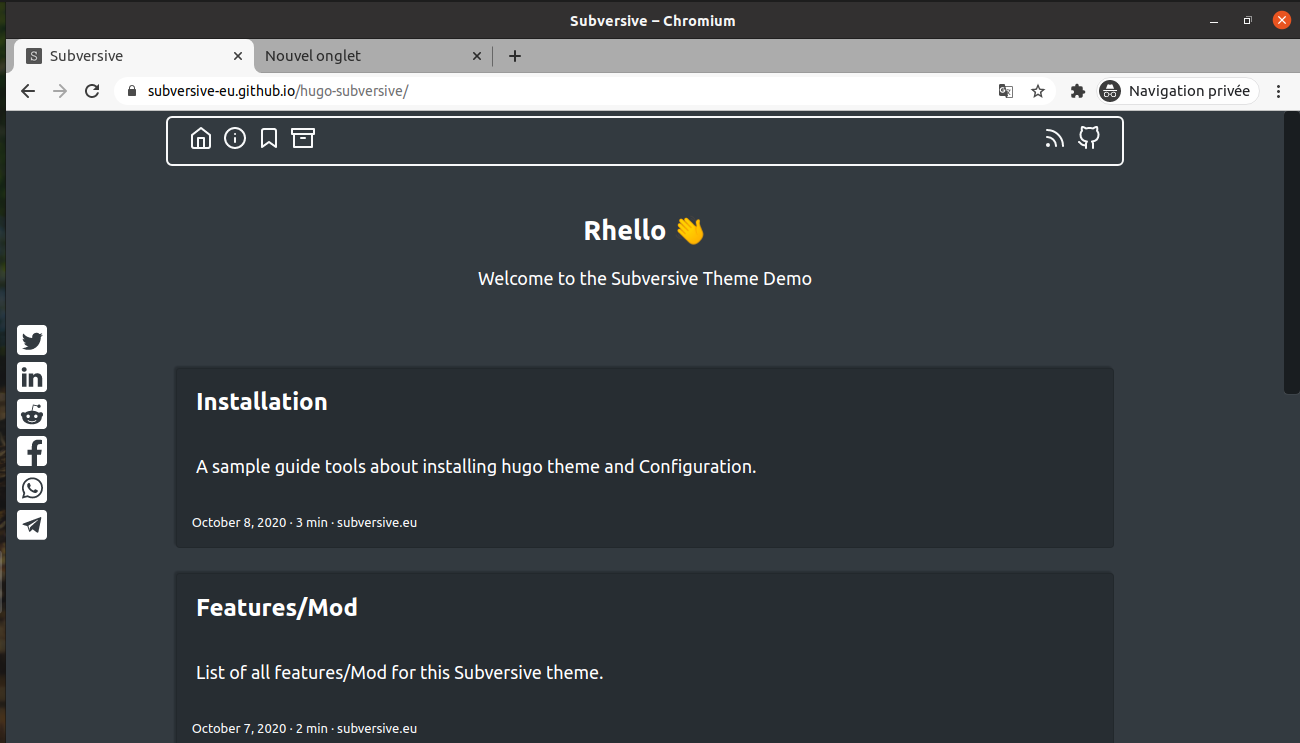 Subversive – Chromium
S Subversive
Nouvel onglet
subversive-eu.github.io/hugo-subversive/
Navigation privée
Rhello 👋
Welcome to the Subversive Theme Demo
in
Installation
A sample guide tools about installing hugo theme and Configuration.
October 8, 2020 · 3 min · subversive.eu
Features/Mod
List of all features/Mod for this Subversive theme.
October 7, 2020 · 2 min · subversive.eu